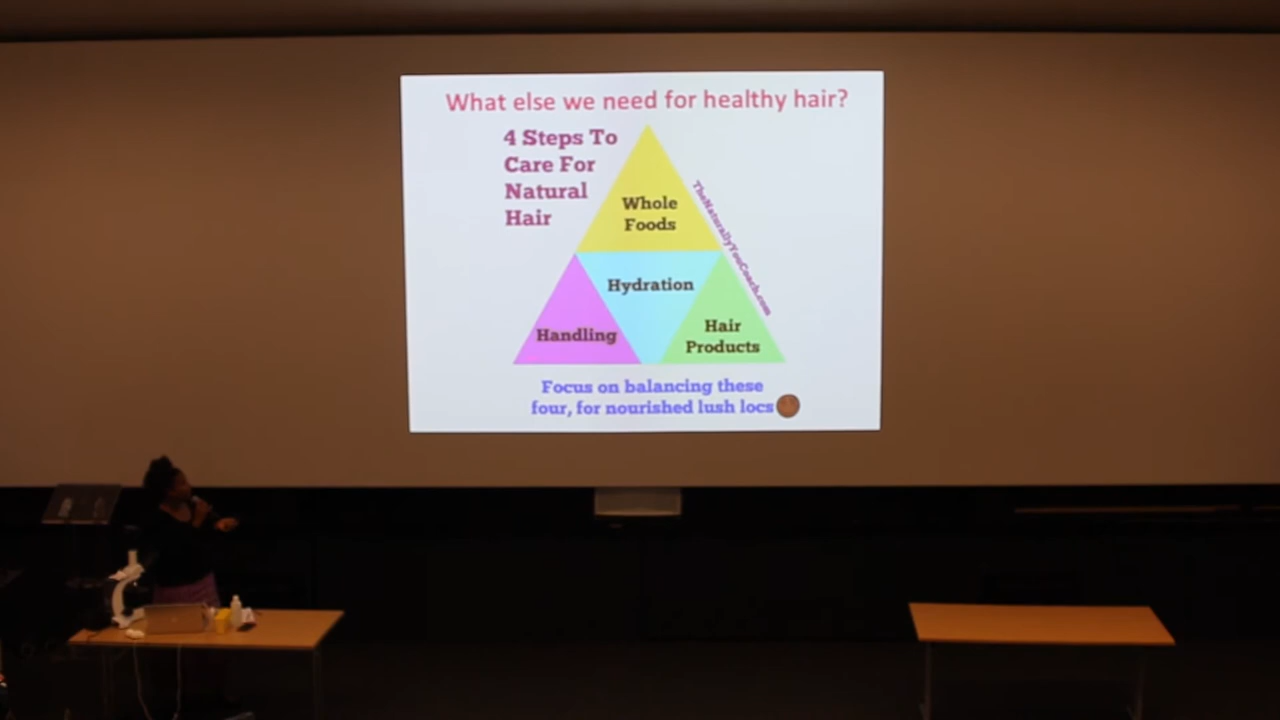 What else we need for healthy hair?
4 Steps To
Care For
Natural
Hair
Whole
Foods
TheNaturallyYouCoach.com
Hydration
Handling
Hair
Products
Focus on balancing these
four, for nourished lush locs